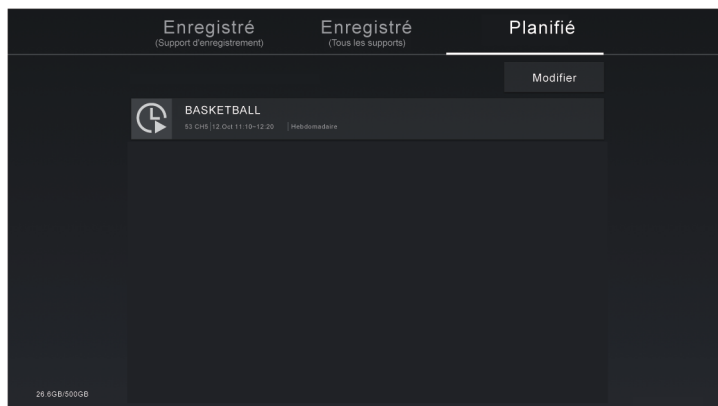 Enregistré
(Support d'enregistrement)
Enregistré
(Tous les supports)
Planifié
Modifier
BASKETBALL
53 CH5|12 Oct 11:10~12:20 |Hebdomadaire
26.6GB/500GB